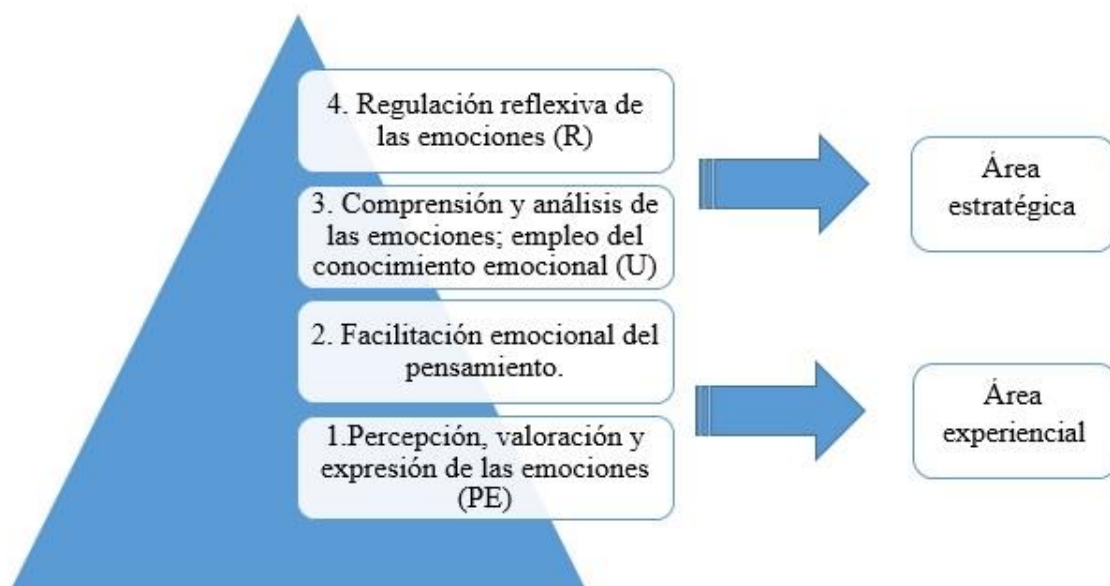 4. Regulación reflexiva de
las emociones (R)
3. Comprensión y análisis de
las emociones; empleo del
conocimiento emocional (U)
2. Facilitación emocional del
pensamiento.
1.Percepción, valoración y
expresión de las emociones
(PE)
Área
estratégica
Área
experiencial